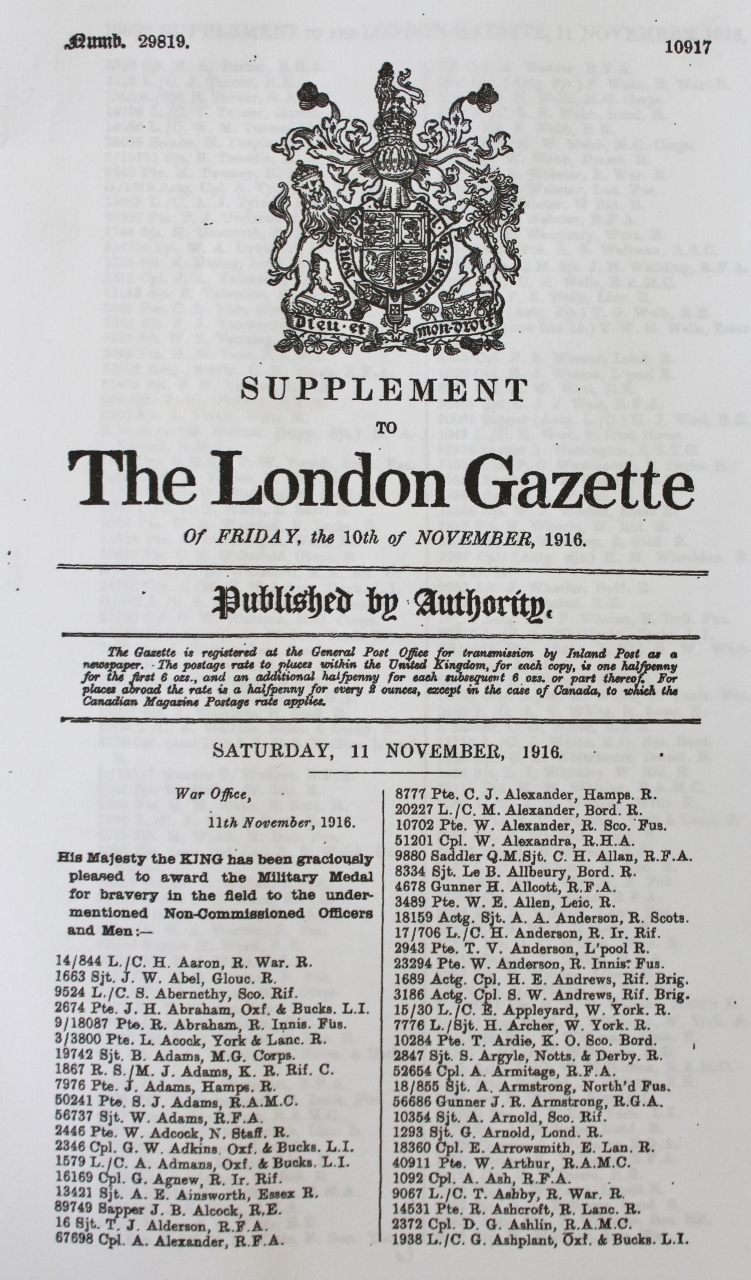 Numb. 29819.
10917
Dieu et mon droit
SUPPLEMENT
TO
The London Gazette
Of FRIDAY, the 10th of NOVEMBER, 1916.
Published by Authority.
The Gazette is registered at the General Post Office for transmission by Inland Post as a
newspaper. The postage rate to places within the United Kingdom, for each copy, is one halfpenny
for the first 6 ozs., and an additional halfpenny for each subsequent 6 ozs. or part thereof. For
places abroad the rate is a halfpenny for every 2 ounces, except in the case of Canada, to which the
Canadian Magazine Postage rate applies.
SATURDAY, 11 NOVEMBER, 1916.
War Office,
11th November, 1916.
His Majesty the KING has been graciously
pleased to award the Military Medal
for bravery in the field to the under-
mentioned Non-Commissioned Officers
and Men:—
14/844 L./C. H. Aaron, R. War. R.
1663 Sjt. J. W. Abel, Glouc. R.
9524 L./C. S. Abernethy, Sco. Rif.
2674 Pte. J. H. Abraham, Oxf. & Bucks. L.I.
9/18087 Pte. R. Abraham, R. Innis. Fus.
3/3800 Pte. L. Acock, York & Lanc. R.
19742 Sjt. B. Adams, M.G. Corps.
1867 R. S./M. J. Adams, K. R. Rif. C.
7976 Pte. J. Adams, Hamps. R.
50241 Pte. S. J. Adams, R.A.M.C.
56737 Sjt. W. Adams, R.F.A.
2446 Pte. W. Adcock, N. Staff. R.
2346 Cpl. G. W. Adkins, Oxf. & Bucks. L.I.
1579 L./C. A. Admans, Oxf. & Bucks. L.I.
16169 Cpl. G. Agnew, R. Ir. Rif.
13421 Sjt. A. E. Ainsworth, Essex R.
89749 Sapper J. B. Alcock, R.E.
16 Sjt. T. J. Alderson, R.F.A.
67698 Cpl. A. Alexander, R.F.A.
8777 Pte. C. J. Alexander, Hamps. R.
20227 L./C. M. Alexander, Bord. R.
10702 Pte. W. Alexander, R. Sco. Fus.
51201 Cpl. W. Alexandra, R.H.A.
9880 Saddler Q.M.Sjt. C. H. Allan, R.F.A.
8334 Sjt. Le B. Allbeury, Bord. R.
4678 Gunner H. Allcott, R.F.A.
3489 Pte. W. E. Allen, Leic. R.
18159 Actg. Sjt. A. A. Anderson, R. Scots.
17/706 L./C. H. Anderson, R. Ir. Rif.
2943 Pte. T. V. Anderson, L'pool R.
23294 Pte. W. Anderson, R. Innis. Fus.
1689 Actg. Cpl. H. E. Andrews, Rif. Brig.
3186 Actg. Cpl. S. W. Andrews, Rif. Brig.
15/30 L./C. E. Appleyard, W. York. R.
7776 L./Sjt. H. Archer, W. York. R.
10284 Pte. T. Ardie, K. O. Sco. Bord.
2847 Sjt. S. Argyle, Notts. & Derby. R.
52654 Cpl. A. Armitage, R.F.A.
18/855 Sjt. A. Armstrong, North'd Fus.
56686 Gunner J. R. Armstrong, R.G.A.
10354 Sjt. A. Arnold, Sco. Rif.
1293 Sjt. G. Arnold, Lond. R.
18360 Cpl. E. Arrowsmith, E. Lan. R.
40911 Pte. W. Arthur, R.A.M.C.
1092 Cpl. A. Ash, R.F.A.
9067 L./C. T. Ashby, R. War. R.
14531 Pte. R. Ashcroft, R. Lanc. R.
2372 Cpl. D. G. Ashlin, R.A.M.C.
1938 L./C. G. Ashplant, Oxf. & Bucks. L.I.